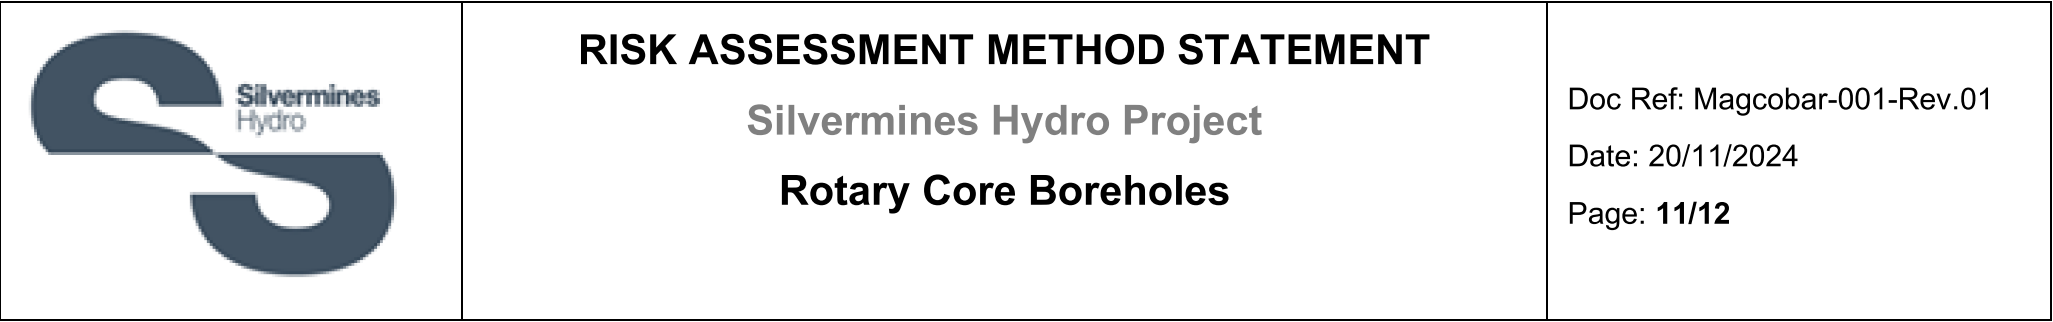 Silvermines
Hydro
RISK ASSESSMENT METHOD STATEMENT
Silvermines Hydro Project
Rotary Core Boreholes
Doc Ref: Magcobar-001-Rev.01
Date: 20/11/2024
Page: 11/12